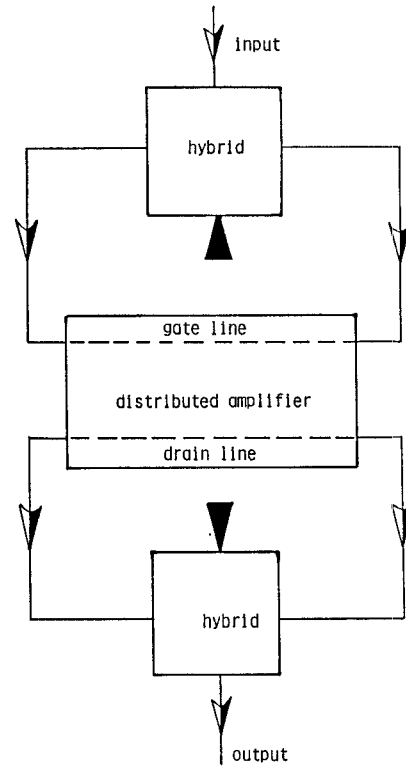 input
hybrid
gate line
distributed amplifier
drain line
hybrid
output